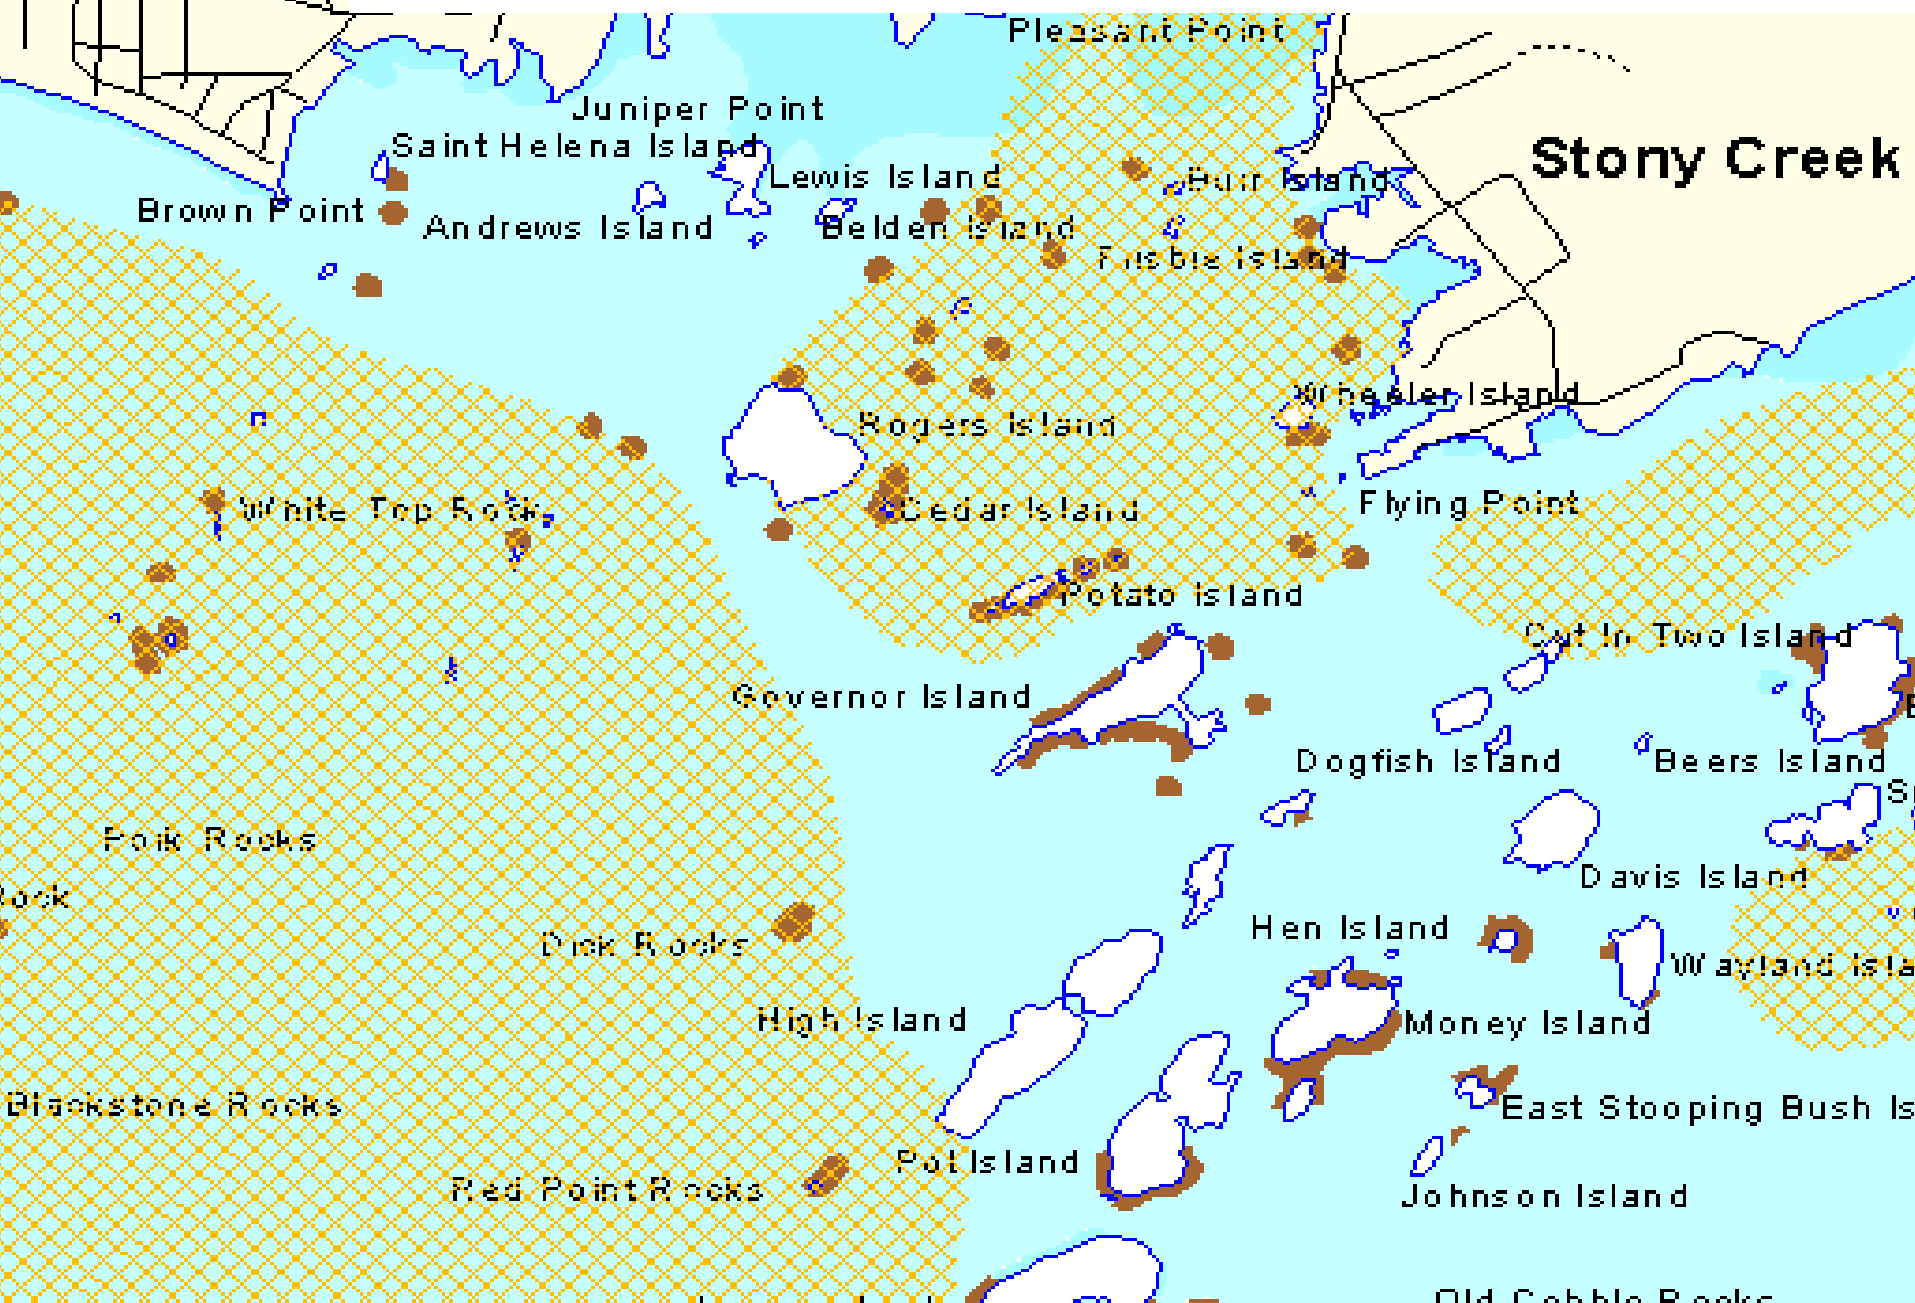 Pleasant Point
Juniper Point
Saint Helena Island
Stony Creek
Lewis Island
Burr Island
Brown Point
Andrews Island
Belden Island
Frisbie Island
Wheeler Island
Rogers Island
White Top Rock
Cedar Island
Flying Point
Potato Island
Cut In Two Island
Governor Island
Dogfish Island
Beers Island
Pork Rocks
Davis Island
Rock
Hen Island
Dick Rocks
Wayland Isla
High Island
Money Island
Blackstone Rocks
East Stooping Bush Is
Pot Island
Red Point Rocks
Johnson Island
Old Cobble Rocks